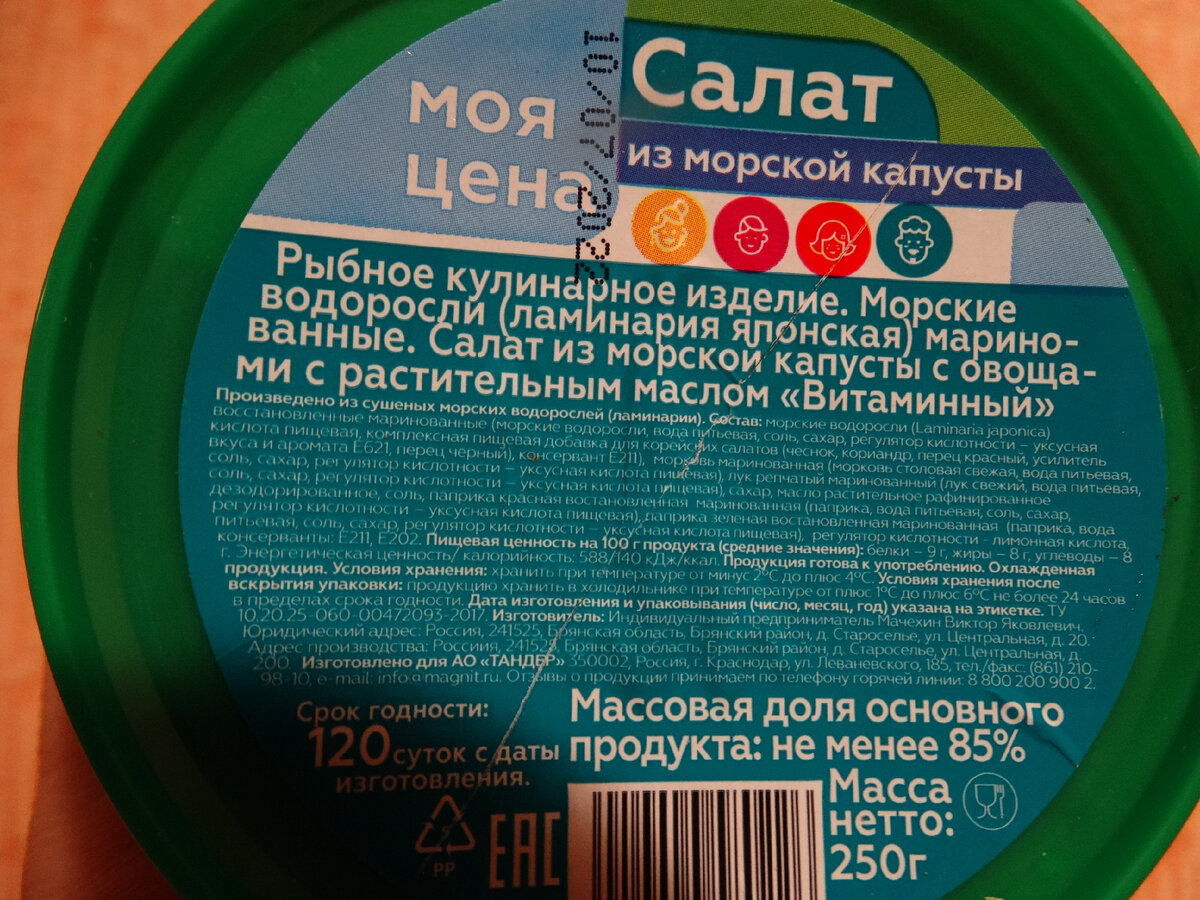 моя
цена
10/07/2022
Салат
из морской капусты
Рыбное кулинарное изделие. Морские
водоросли (ламинария японская) марино-
ванные. Салат из морской капусты с овоща-
ми с растительным маслом «Витаминный»
Произведено из сушеных морских водорослей (ламинарии). Состав: морские водоросли (Laminaria japonica)
восстановленные маринованные (морские водоросли, вода питьевая, соль, сахар, регулятор кислотности – уксусная
кислота пищевая, комплексная пищевая добавка для корейских салатов (чеснок, кориандр, перец красный, усилитель
вкуса и аромата Е621, перец черный), консервант Е211), морковь маринованная (морковь столовая свежая, вода питьевая,
соль, сахар, регулятор кислотности – уксусная кислота пищевая), лук репчатый маринованный (лук свежий, вода питьевая,
соль, сахар, регулятор кислотности – уксусная кислота пищевая), сахар, масло растительное рафинированное
дезодорированное, соль, паприка красная востановленная маринованная (паприка, вода питьевая, соль, сахар,
регулятор кислотности – уксусная кислота пищевая), паприка зеленая востановленная маринованная (паприка, вода
питьевая, соль, сахар, регулятор кислотности – уксусная кислота пищевая), регулятор кислотности - лимонная кислота,
консерванты: Е211, Е202. Пищевая ценность на 100 г продукта (средние значения): белки – 9 г, жиры – 8 г, углеводы – 8
г. Энергетическая ценность/ калорийность: 588/140 кДж/ккал. Продукция готова к употреблению. Охлажденная
продукция. Условия хранения: хранить при температуре от минус 2°С до плюс 4°С. Условия хранения после
вскрытия упаковки: продукцию хранить в холодильнике при температуре от плюс 1°С до плюс 6°С не более 24 часов
в пределах срока годности. Дата изготовления и упаковывания (число, месяц, год) указана на этикетке. ТУ
10.20.25-060-00472093-2017. Изготовитель: Индивидуальный предприниматель Мачехин Виктор Яковлевич.
Юридический адрес: Россия, 241525, Брянская область, Брянский район, д. Староселье, ул. Центральная, д. 20.
Адрес производства: Россиия, 241525, Брянская область, Брянский район, д. Староселье, ул. Центральная, д.
200. Изготовлено для АО «ТАНДЕР» 350002, Россия, г. Краснодар, ул. Леваневского, 185, тел./факс: (861) 210-
98-10, e-mail: info@magnit.ru. Отзывы о продукции принимаем по телефону горячей линии: 8 800 200 900 2.
Срок годности:
120 суток с даты
изготовления.
Массовая доля основного
продукта: не менее 85%
Масса
нетто:
250г
5
PP
EAC